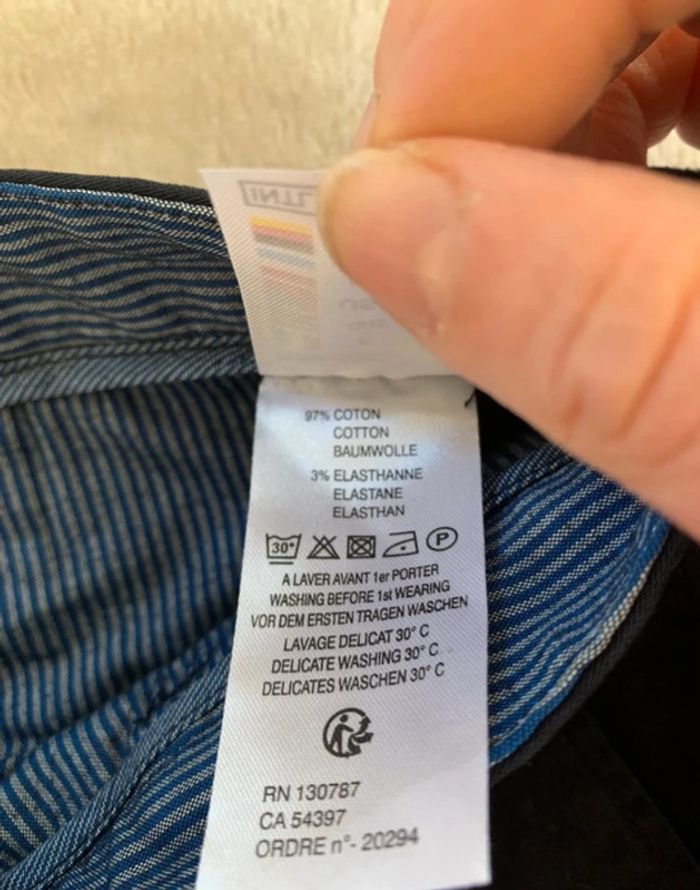 97% COTON
COTTON
BAUMWOLLE
3% ELASTHANNE
ELASTANE
ELASTHAN
30° P
A LAVER AVANT 1er PORTER
WASHING BEFORE 1st WEARING
VOR DEM ERSTEN TRAGEN WASCHEN
LAVAGE DELICAT 30° C
DELICATE WASHING 30° C
DELICATES WASCHEN 30° C
RN 130787
CA 54397
ORDRE n°- 20294